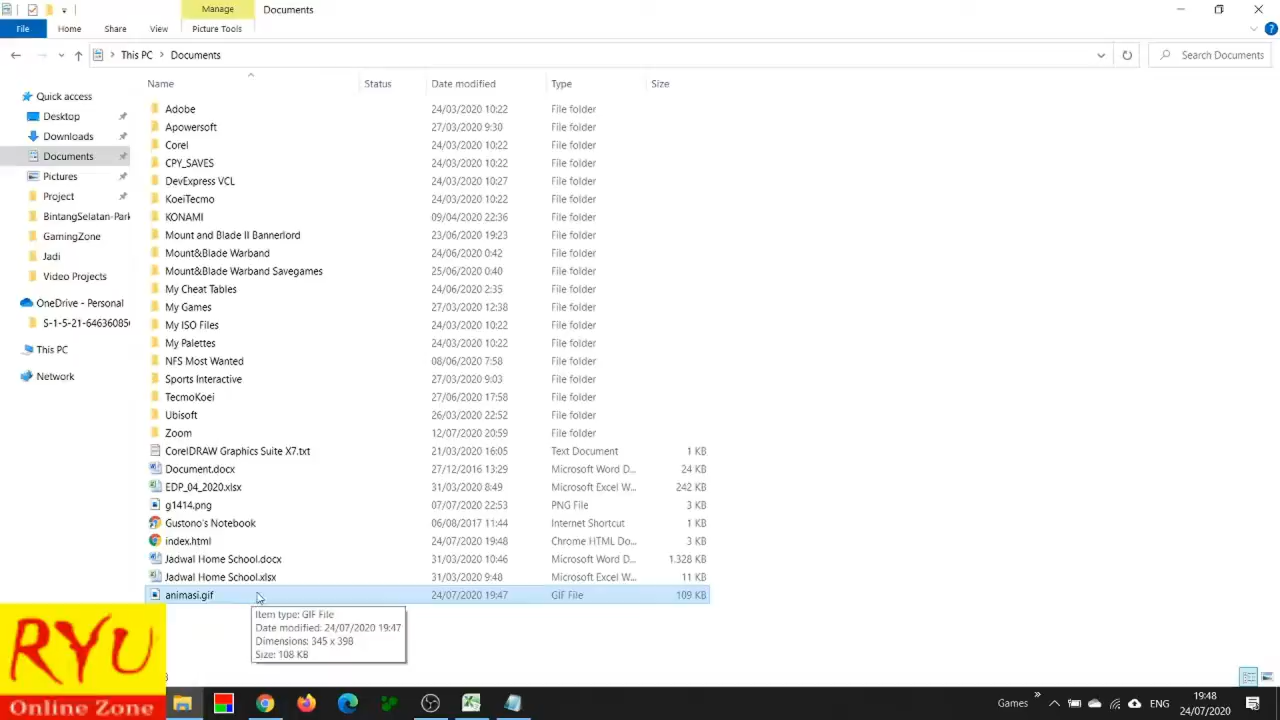 Manage
Documents
File
Home
Share
View
Picture Tools
This PC
Documents
Search Documents
Name
Status
Date modified
Type
Size
Quick access
Desktop
Downloads
Documents
Pictures
Project
BintangSelatan-Park
GamingZone
Jadi
Video Projects
OneDrive - Personal
S-1-5-21-64636085
This PC
Network
Adobe 24/03/2020 10:22 File folder
Apowersoft 27/03/2020 9:30 File folder
Corel 24/03/2020 10:22 File folder
CPY_SAVES 24/03/2020 10:22 File folder
DevExpress VCL 24/03/2020 10:27 File folder
KoeiTecmo 24/03/2020 10:22 File folder
KONAMI 09/04/2020 22:36 File folder
Mount and Blade II Bannerlord 23/06/2020 19:23 File folder
Mount&Blade Warband 24/06/2020 0:42 File folder
Mount&Blade Warband Savegames 25/06/2020 0:40 File folder
My Cheat Tables 24/06/2020 2:35 File folder
My Games 27/03/2020 12:38 File folder
My ISO Files 24/03/2020 10:22 File folder
My Palettes 24/03/2020 10:22 File folder
NFS Most Wanted 08/06/2020 7:58 File folder
Sports Interactive 27/03/2020 9:03 File folder
TecmoKoei 27/06/2020 17:58 File folder
Ubisoft 26/03/2020 22:52 File folder
Zoom 12/07/2020 20:59 File folder
CorelDRAW Graphics Suite X7.txt 21/03/2020 16:05 Text Document 1 KB
Document.docx 27/12/2016 13:29 Microsoft Word D... 24 KB
EDP_04_2020.xlsx 31/03/2020 8:49 Microsoft Excel W... 242 KB
g1414.png 07/07/2020 22:53 PNG File 3 KB
Gustono's Notebook 06/08/2017 11:44 Internet Shortcut 1 KB
index.html 24/07/2020 19:48 Chrome HTML Do... 3 KB
Jadwal Home School.docx 31/03/2020 10:46 Microsoft Word D... 1.328 KB
Jadwal Home School.xlsx 31/03/2020 9:48 Microsoft Excel W... 11 KB
animasi.gif 24/07/2020 19:47 GIF File 109 KB
Item type: GIF File
Date modified: 24/07/2020 19:47
Dimensions: 345 x 398
Size: 108 KB
RYU
Online Zone
Games
ENG
19:48
24/07/2020